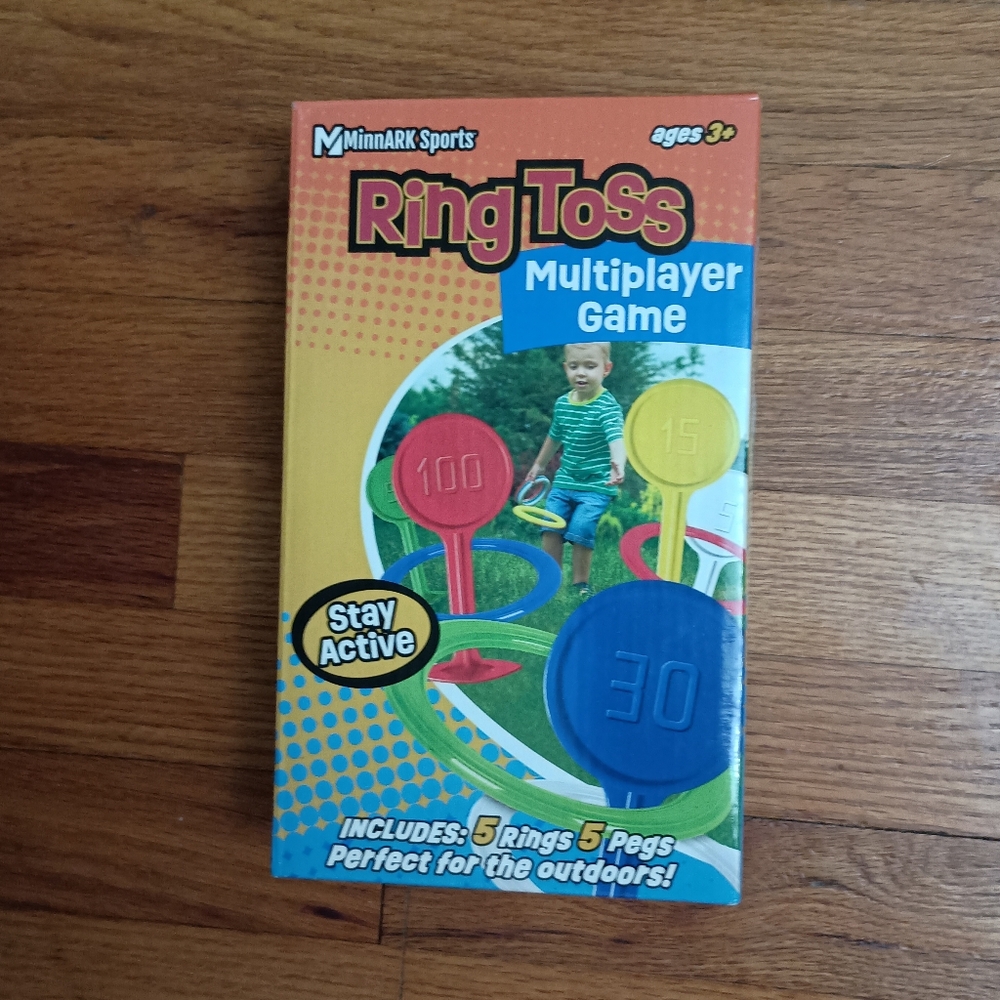 MinnARK Sports
ages 3+
Ring Toss
Multiplayer
Game
100
15
5
30
Stay
Active
INCLUDES: 5 Rings 5 Pegs
Perfect for the outdoors!